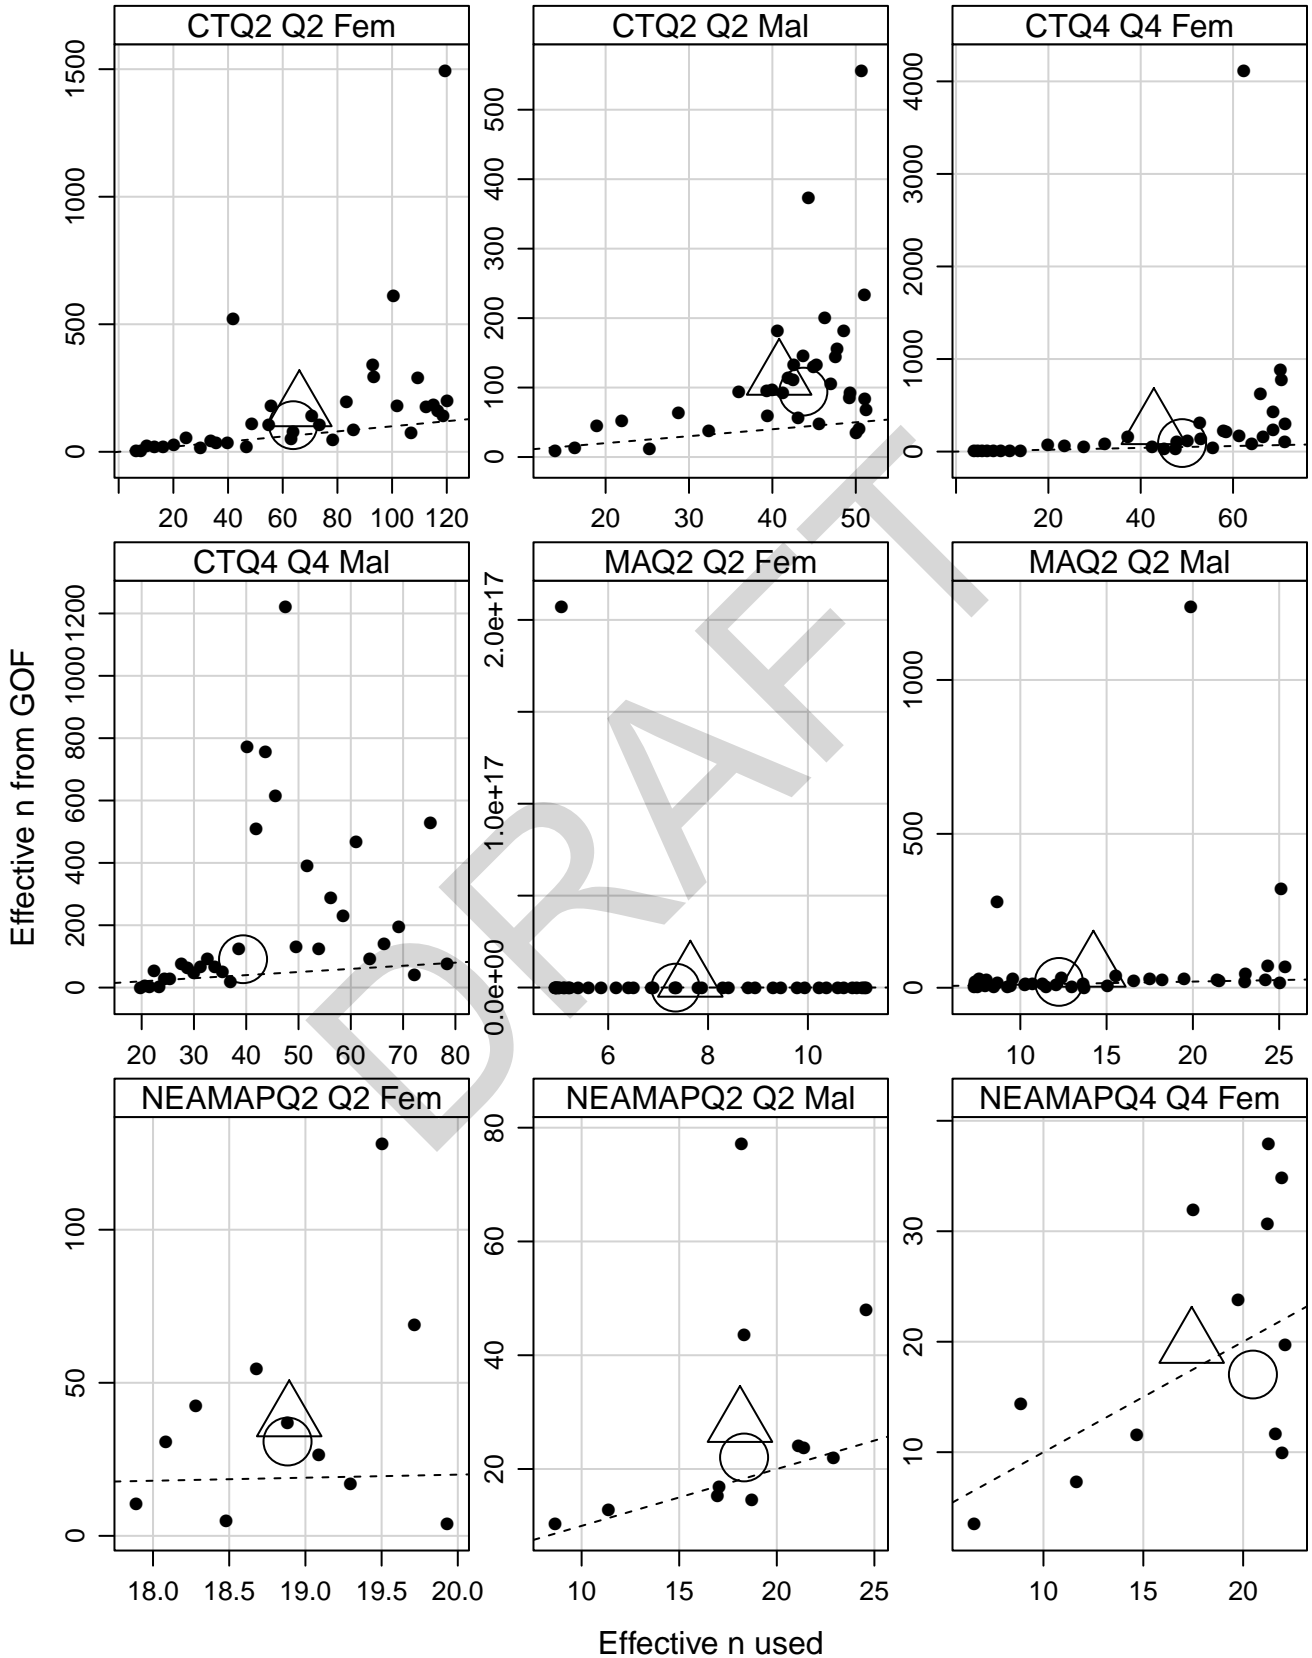 CTQ2 Q2 Fem
CTQ2 Q2 Mal
CTQ4 Q4 Fem
0 500 1000 1500
20 40 60 80 100 120
0 100 200 300 400 500
20 30 40 50
0 1000 2000 3000 4000
20 40 60
CTQ4 Q4 Mal
MAQ2 Q2 Fem
MAQ2 Q2 Mal
0 200 400 600 800 1000 1200
20 30 40 50 60 70 80
0.0e+00 1.0e+17 2.0e+17
6 8 10
0 500 1000
10 15 20 25
NEAMAPQ2 Q2 Fem
NEAMAPQ2 Q2 Mal
NEAMAPQ4 Q4 Fem
0 50 100
18.0 18.5 19.0 19.5 20.0
20 40 60 80
10 15 20 25
10 20 30
10 15 20
Effective n from GOF
Effective n used
DRAFT